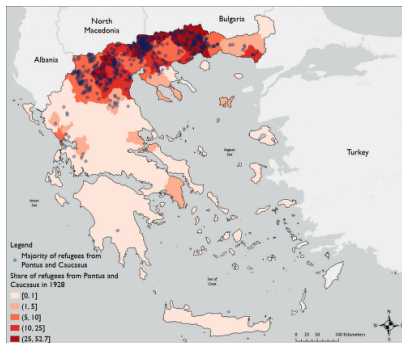 North
Macedonia
Bulgaria
Albania
Aegean
Sea
Turkey
Ionian
Sea
Sea of
Crete
Legend
Majority of refugees from
Pontus and Caucasus
Share of refugees from Pontus and
Caucasus in 1928
[0, 1]
(1, 5]
(5, 10]
(10, 25]
(25, 52.7]
0 25 50 100 Kilometers